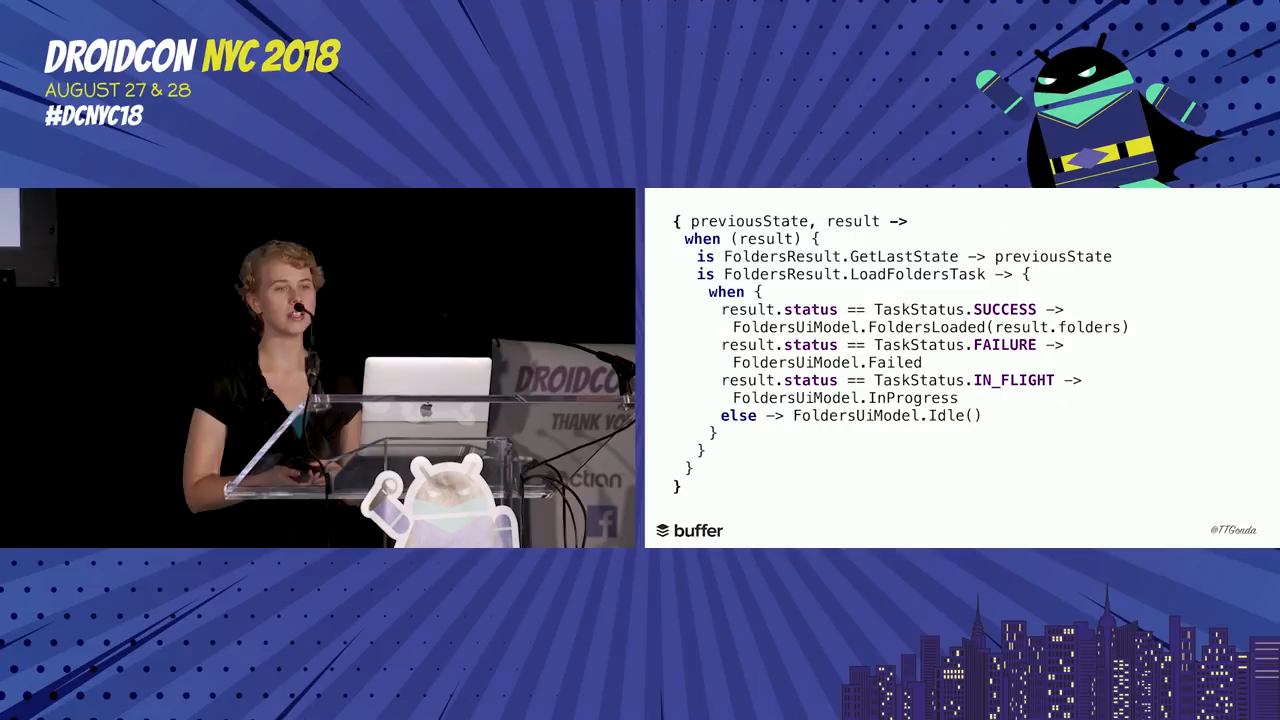 DROIDCON NYC 2018
AUGUST 27 & 28
#DCNYC18
DROIDCO
THANK YO
ction
{ previousState, result ->
when (result) {
is FoldersResult.GetLastState -> previousState
is FoldersResult.LoadFoldersTask -> {
when {
result.status == TaskStatus.SUCCESS ->
FoldersUiModel.FoldersLoaded(result.folders)
result.status == TaskStatus.FAILURE ->
FoldersUiModel.Failed
result.status == TaskStatus.IN_FLIGHT ->
FoldersUiModel.InProgress
else -> FoldersUiModel.Idle()
}
}
}
}
buffer
@TTGonda